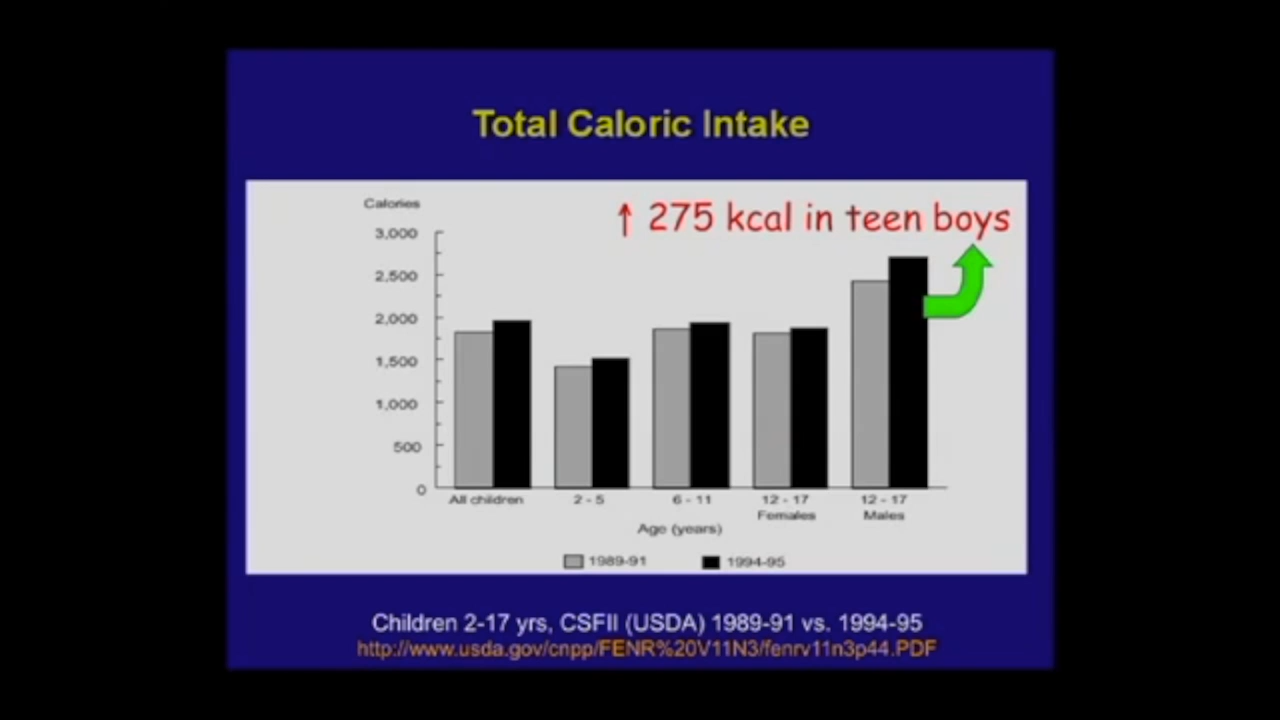 Total Caloric Intake
Calories
↑ 275 kcal in teen boys
3,000
2,500
2,000
1,500
1,000
500
0
All children 2 - 5 6 - 11 12 - 17 12 - 17
Females Males
Age (years)
1989-91 1994-95
Children 2-17 yrs, CSFII (USDA) 1989-91 vs. 1994-95
http://www.usda.gov/cnpp/FENR%20V11N3/fenrv11n3p44.PDF